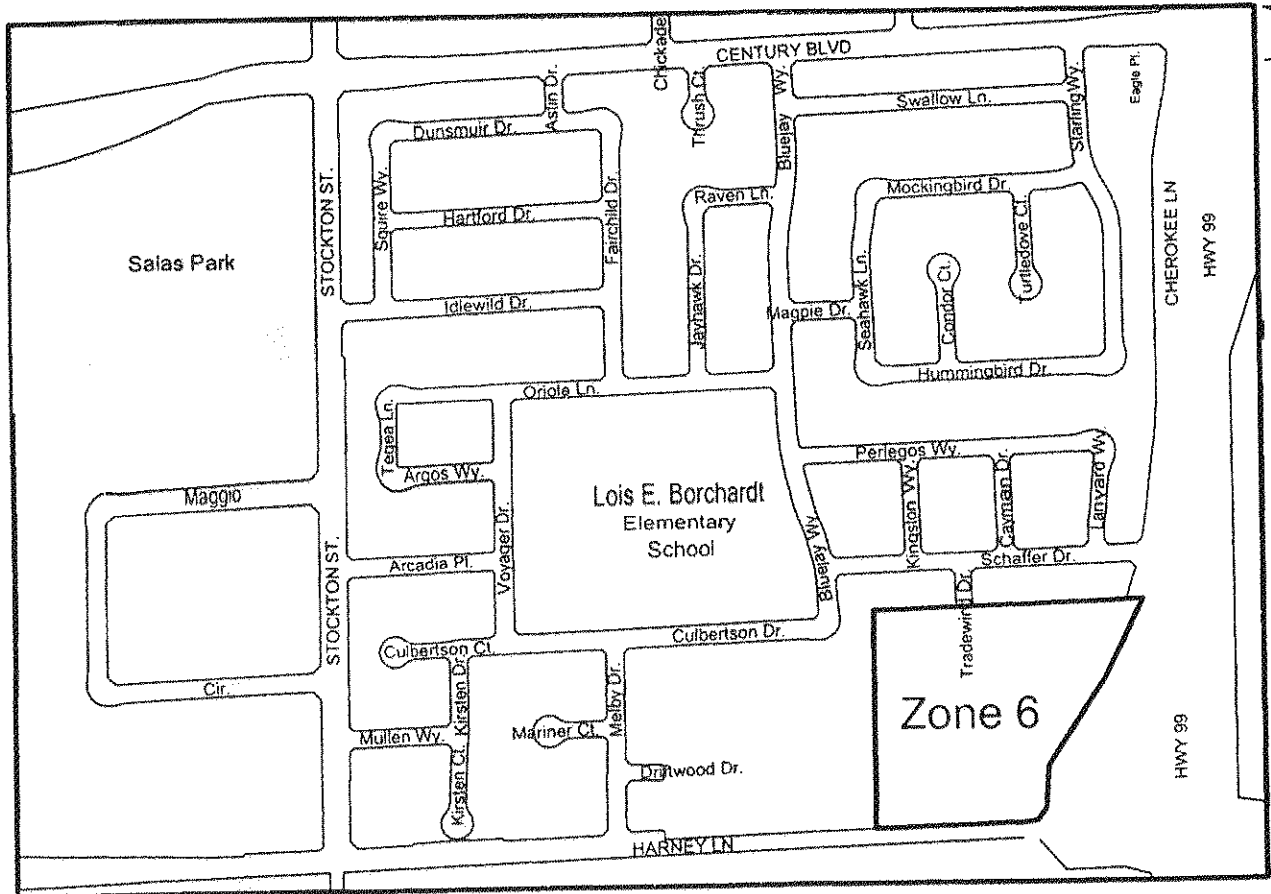 Chickadee
CENTURY BLVD
Astin Dr.
Thrush Ct.
Bluejay
Wy.
Swallow Ln.
Starling Wy.
Eagle Pl.
Dunsmuir Dr.
Squire Wy.
Hartford Dr.
Fairchild Dr.
Raven Ln.
Mockingbird Dr.
Turtledove Ct.
STOCKTON ST.
Salas Park
Jayhawk Dr.
Seahawk Ln.
Condor Ct.
CHEROKEE LN
HWY 99
Idlewild Dr.
Magpie Dr.
Hummingbird Dr.
Oriole Ln.
Tegea Ln.
Argos Wy.
Perlegos Wy.
Lanyard Wy
Maggio
Lois E. Borchardt
Elementary
School
Voyager Dr.
Bluejay Wy
Kingston Wy.
Cayman Dr.
Schaffer Dr.
Arcadia Pl.
STOCKTON ST.
Culbertson Dr.
Tradewind Dr.
Culbertson Ct.
Cir.
Kirsten Dr.
Melby Dr.
Zone 6
Mullen Wy.
Mariner Ct.
Kirsten Ct.
Driftwood Dr.
HWY 99
HARNEY LN